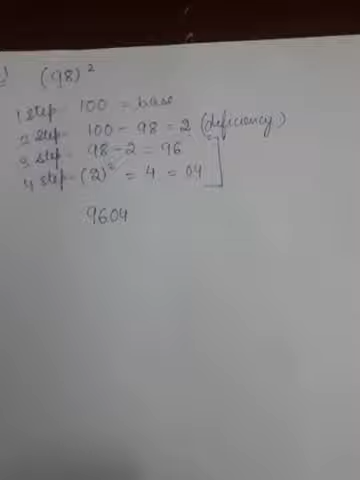 (98)²
1 step - 100 = base
2 step - 100 - 98 = 2 (deficiency)
3 step - 98 - 2 = 96
4 step - (2)² = 4 = 04
9604